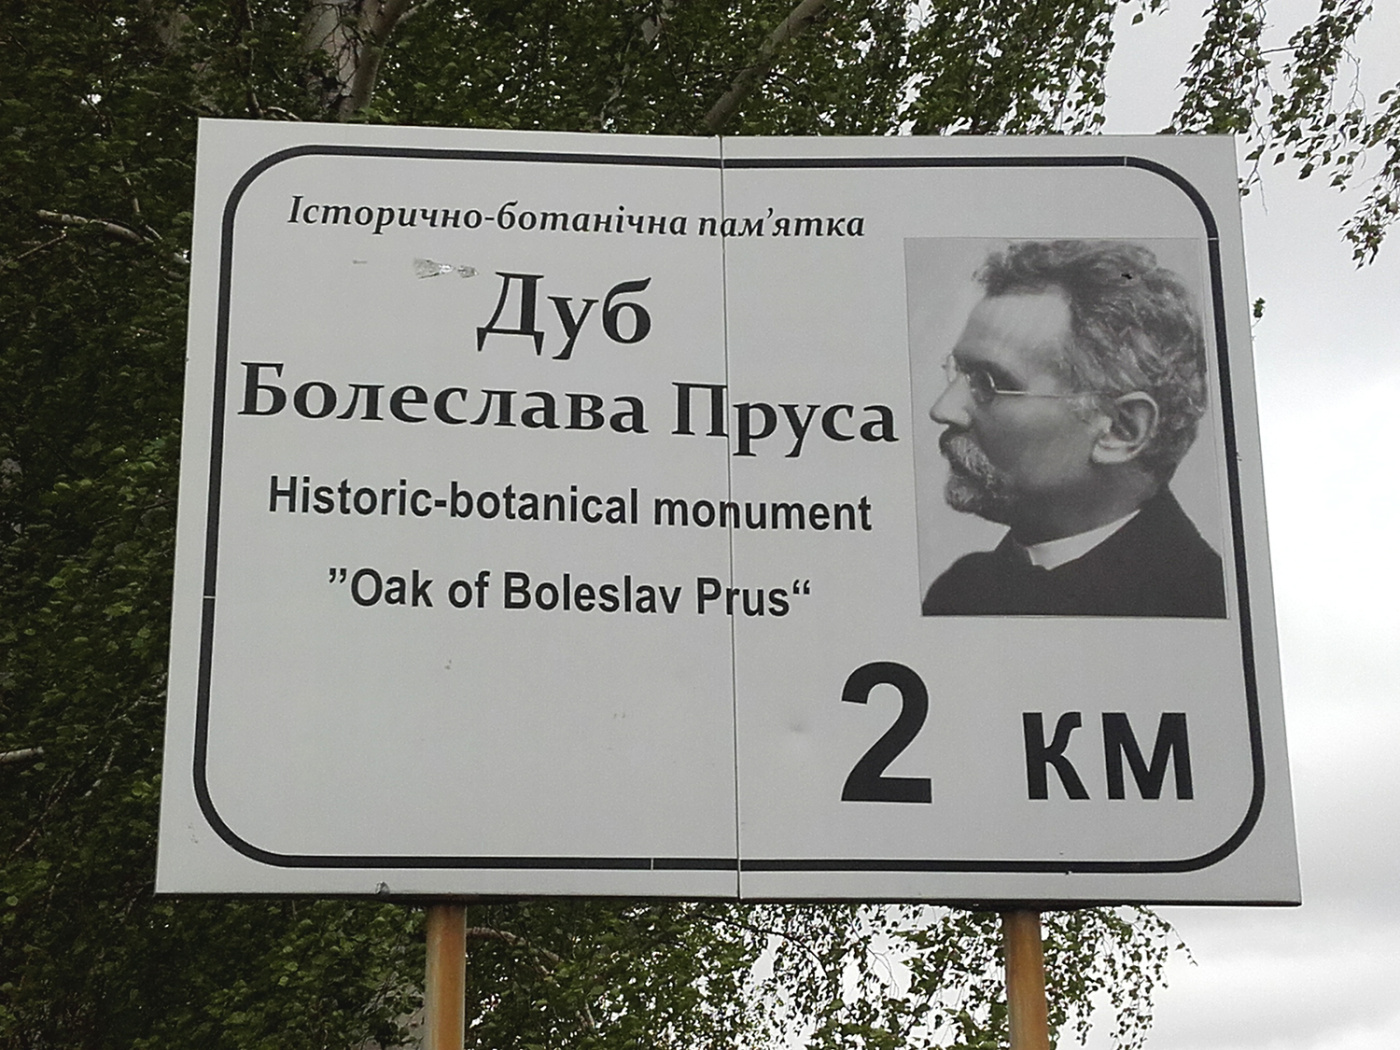 Історично-ботанічна пам’ятка
Дуб
Болеслава Пруса
Historic-botanical monument
”Oak of Boleslav Prus“
2 км